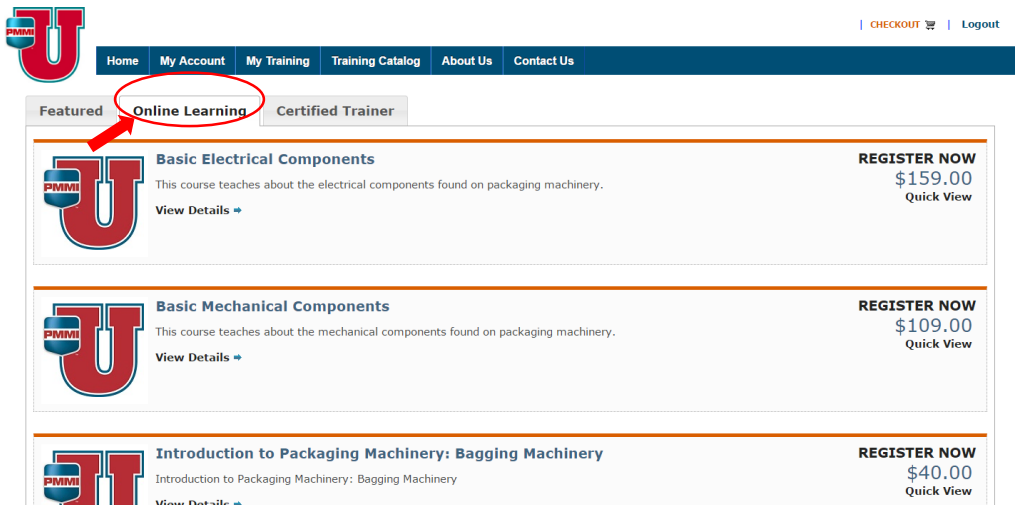 PMMI U
| CHECKOUT | Logout
Home My Account My Training Training Catalog About Us Contact Us
Featured Online Learning Certified Trainer
PMMI U
Basic Electrical Components
This course teaches about the electrical components found on packaging machinery.
View Details
REGISTER NOW
$159.00
Quick View
PMMI U
Basic Mechanical Components
This course teaches about the mechanical components found on packaging machinery.
View Details
REGISTER NOW
$109.00
Quick View
PMMI U
Introduction to Packaging Machinery: Bagging Machinery
Introduction to Packaging Machinery: Bagging Machinery
View Details
REGISTER NOW
$40.00
Quick View